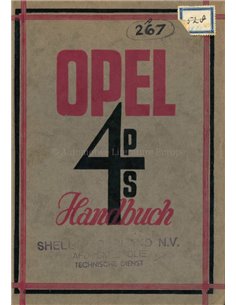 267
OPEL
4 PS
Handbuch
SHELL N.V.
TECHNISCHE DIENST